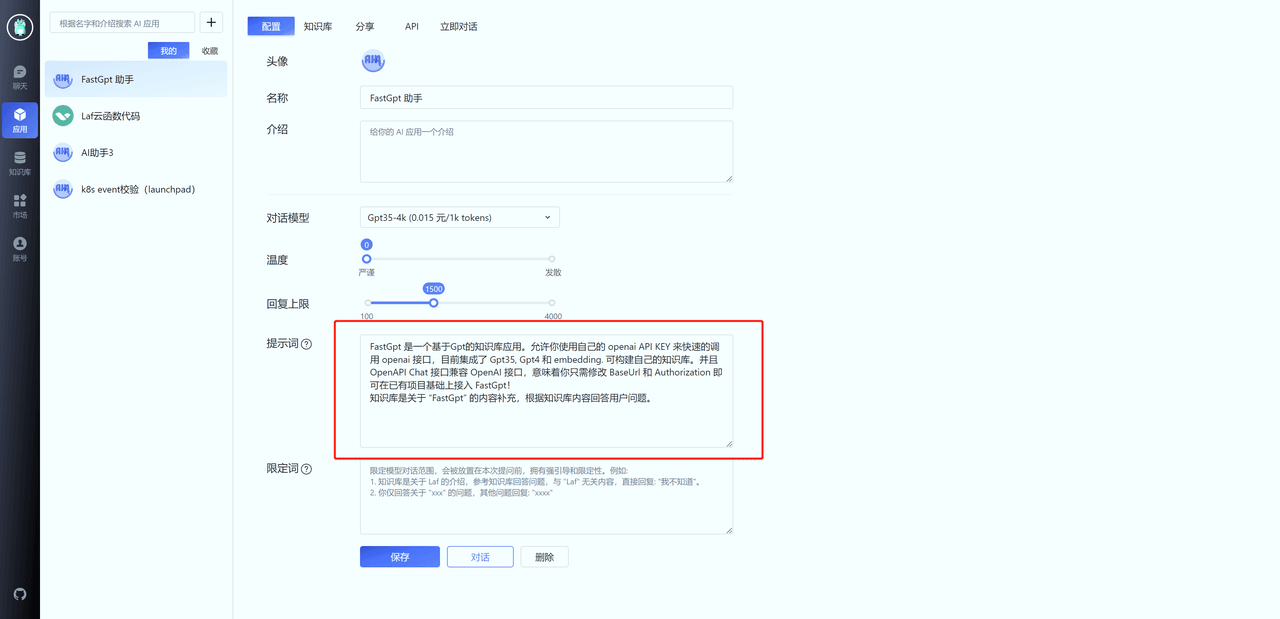 根据名字和介绍搜索 AI 应用
我的
收藏
FastGpt 助手
Laf云函数代码
AI助手3
k8s event校验（launchpad）
聊天
应用
知识库
市场
账号
配置
知识库
分享
API
立即对话
头像
名称
FastGpt 助手
介绍
给你的 AI 应用一个介绍
对话模型
Gpt35-4k (0.015 元/1k tokens)
温度
0
严谨
发散
回复上限
1500
100
4000
提示词
FastGpt 是一个基于Gpt的知识库应用。允许你使用自己的 openai API KEY 来快速的调
用 openai 接口，目前集成了 Gpt35, Gpt4 和 embedding. 可构建自己的知识库。并且
OpenAPI Chat 接口兼容 OpenAI 接口，意味着你只需修改 BaseUrl 和 Authorization 即
可在已有项目基础上接入 FastGpt！
知识库是关于 “FastGpt” 的内容补充，根据知识库内容回答用户问题。
限定词
限定模型对话范围，会被放置在本次提问前，拥有强引导和限定性。例如:
1. 知识库是关于 Laf 的介绍，参考知识库回答问题，与 "Laf" 无关内容，直接回复: "我不知道"。
2. 你仅回答关于 "xxx" 的问题，其他问题回复: "xxxx"
保存
对话
删除